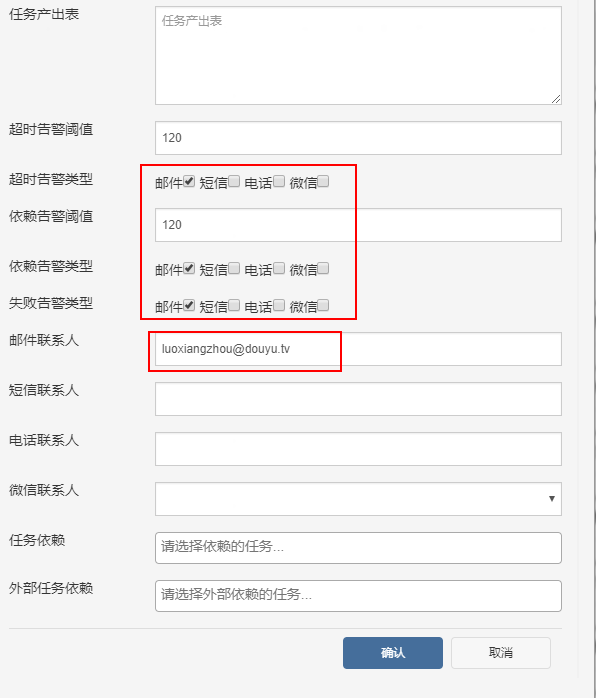 任务产出表
任务产出表
超时告警阈值
120
超时告警类型
邮件 短信 电话 微信
依赖告警阈值
120
依赖告警类型
邮件 短信 电话 微信
失败告警类型
邮件 短信 电话 微信
邮件联系人
luoxiangzhou@douyu.tv
短信联系人
电话联系人
微信联系人
任务依赖
请选择依赖的任务...
外部任务依赖
请选择外部依赖的任务...
确认
取消